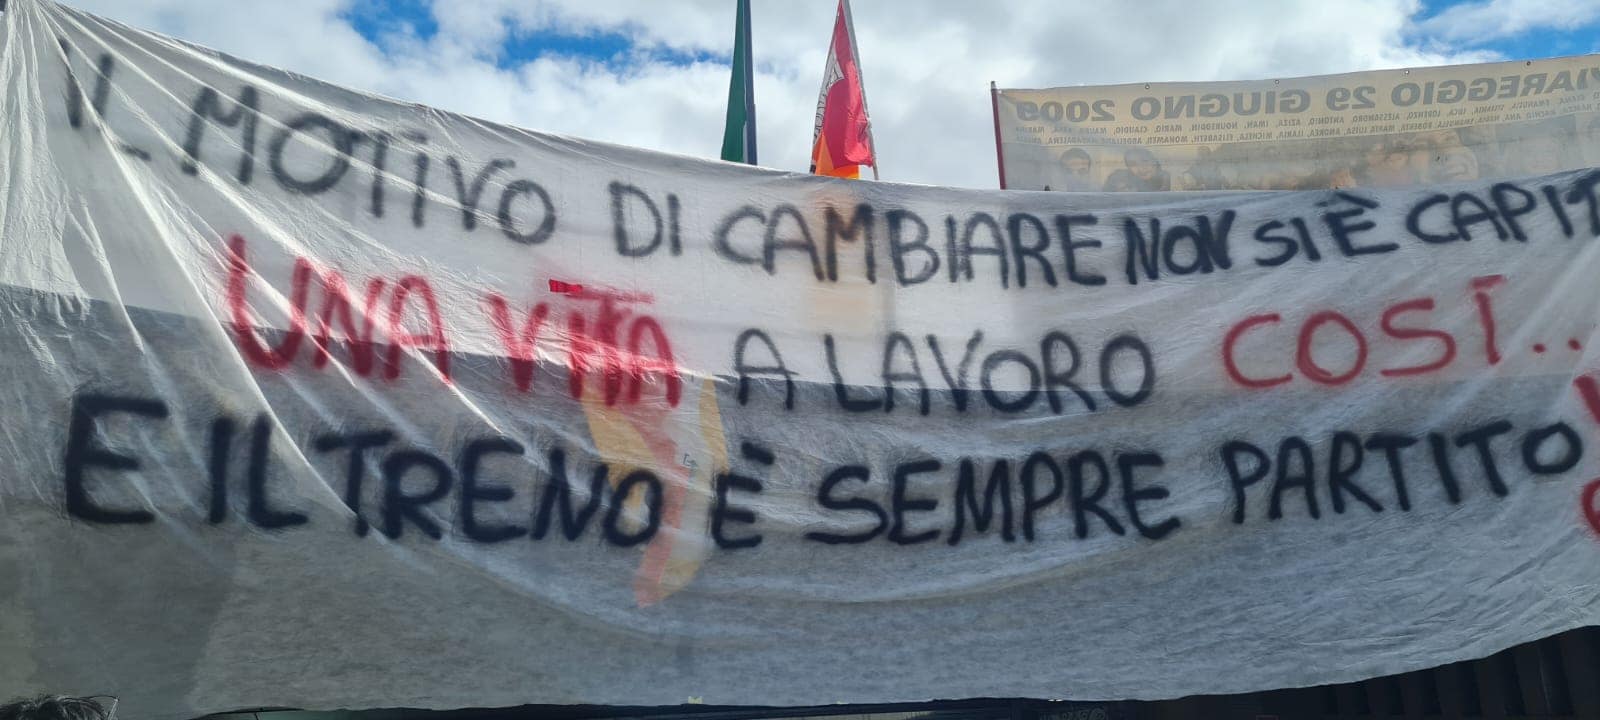 VIAREGGIO 29 GIUGNO 2009
IL MOTIVO DI CAMBIARE NON SI È CAPIT
UNA VITA A LAVORO COSÌ..
E IL TRENO È SEMPRE PARTITO